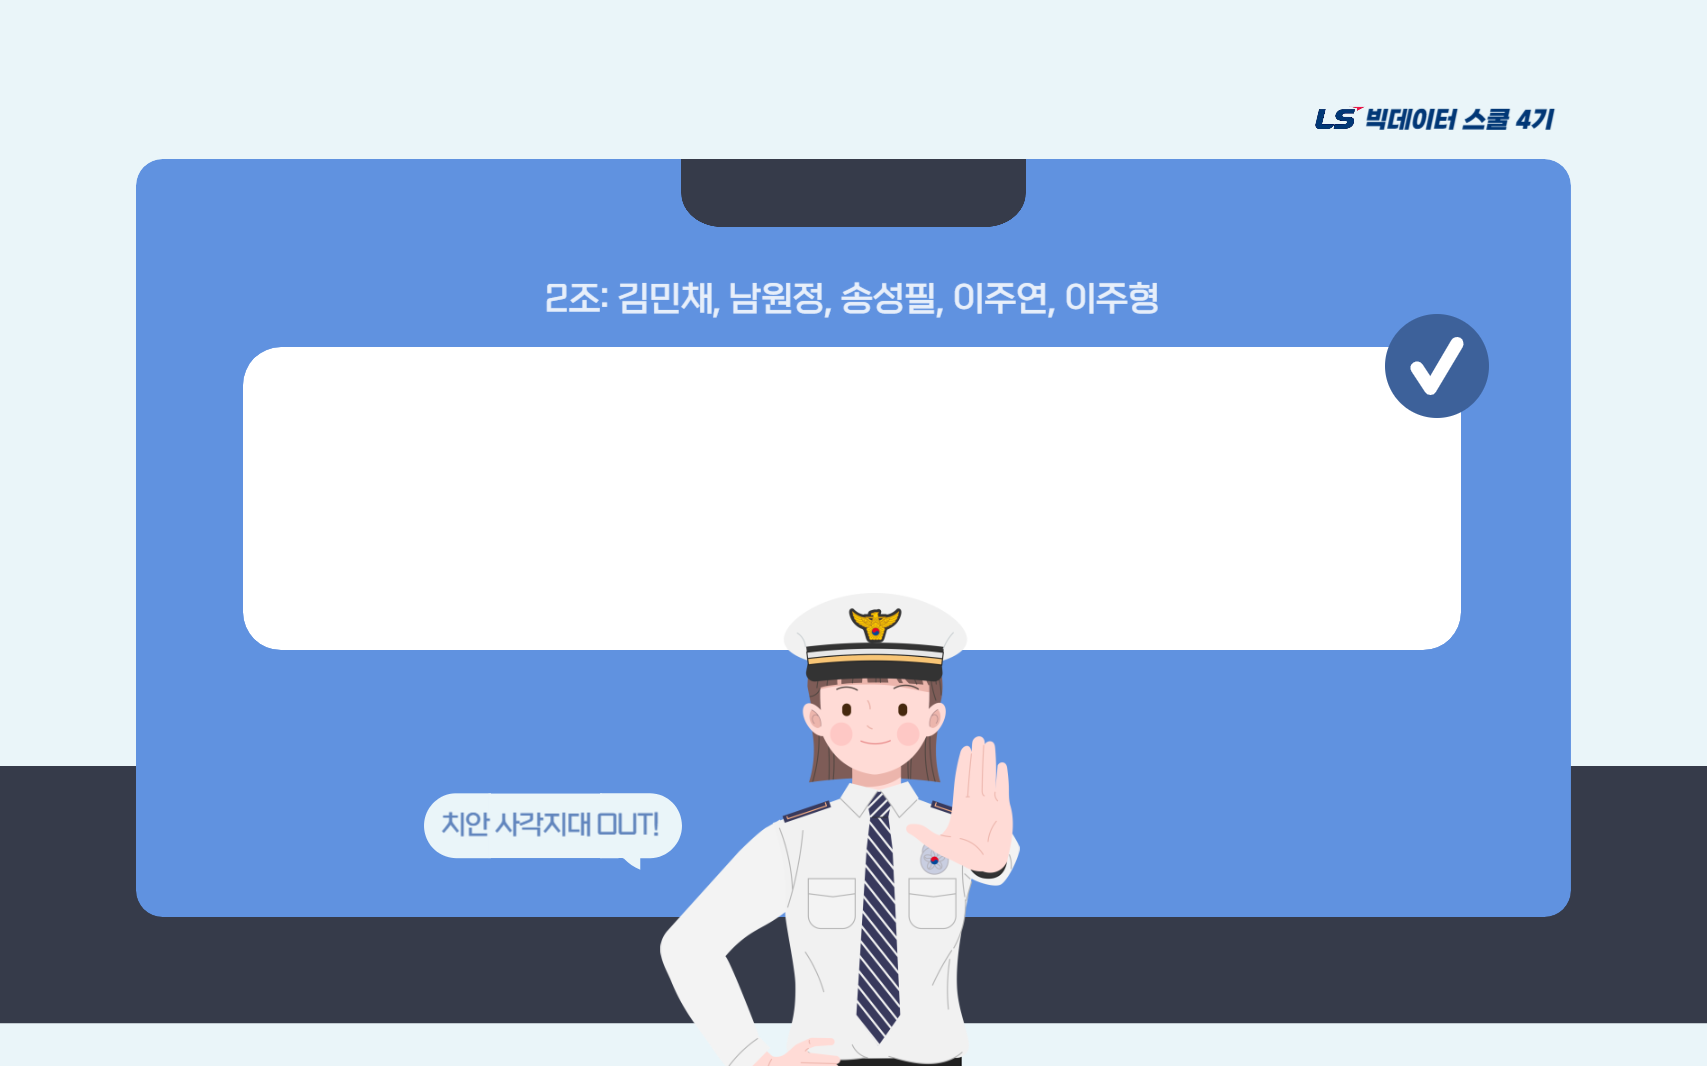 LS 빅데이터 스쿨 4기
2조: 김민채, 남원정, 송성필, 이주연, 이주형
치안 사각지대 OUT!